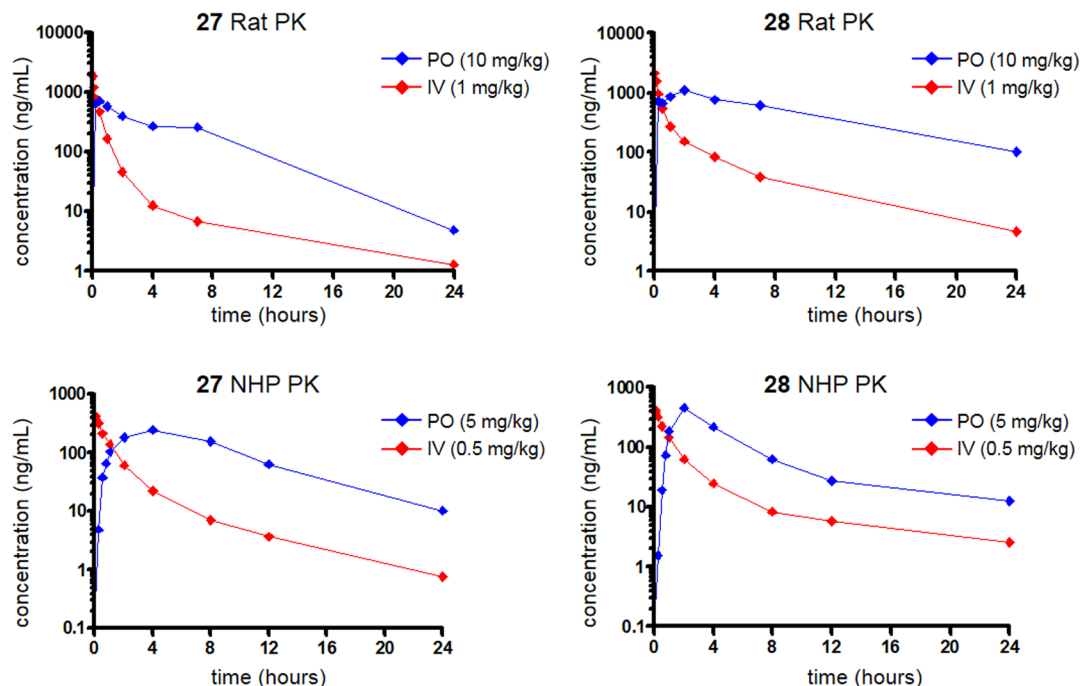 27 Rat PK
PO (10 mg/kg)
IV (1 mg/kg)
concentration (ng/mL)
10000
1000
100
10
1
0 4 8 12 16 20 24
time (hours)
28 Rat PK
PO (10 mg/kg)
IV (1 mg/kg)
concentration (ng/mL)
10000
1000
100
10
1
0 4 8 12 16 20 24
time (hours)
27 NHP PK
PO (5 mg/kg)
IV (0.5 mg/kg)
concentration (ng/mL)
1000
100
10
1
0.1
0 4 8 12 16 20 24
time (hours)
28 NHP PK
PO (5 mg/kg)
IV (0.5 mg/kg)
concentration (ng/mL)
1000
100
10
1
0.1
0 4 8 12 16 20 24
time (hours)